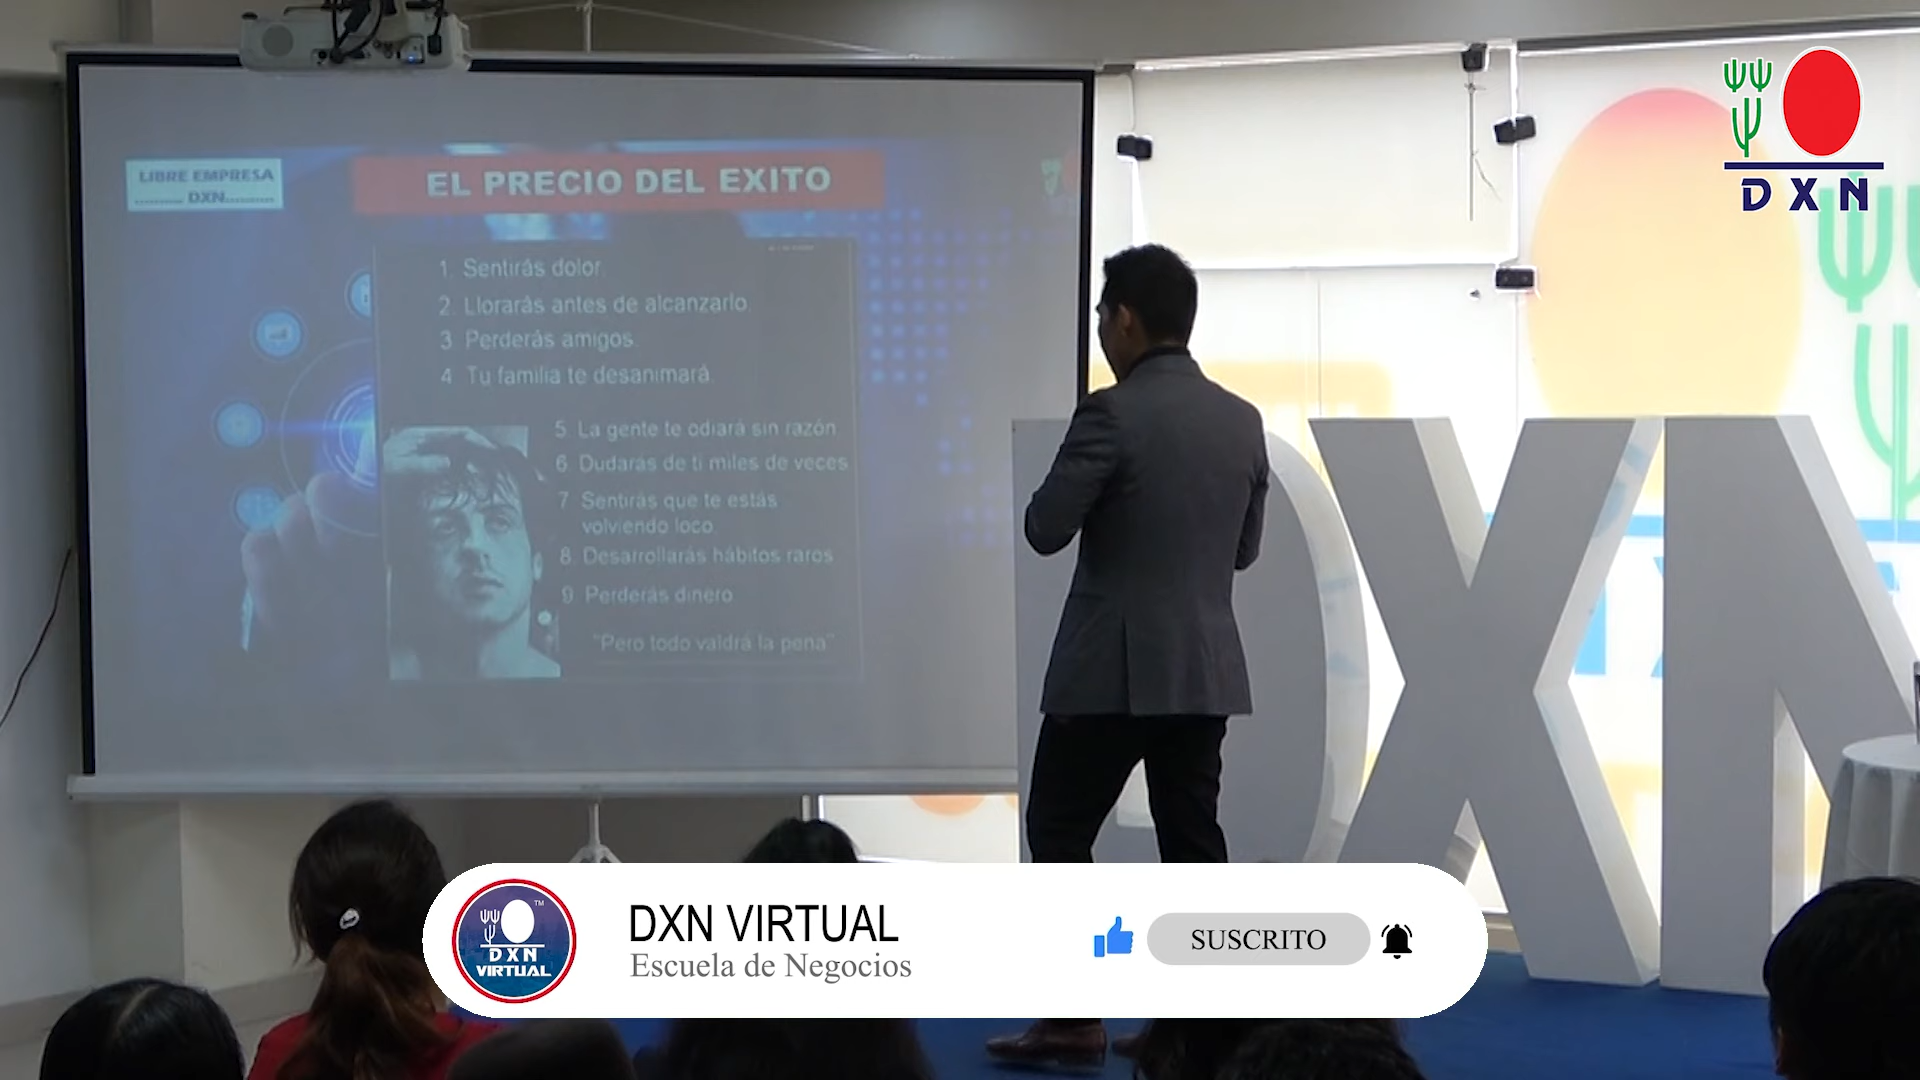 LIBRE EMPRESA
.......... DXN..........
EL PRECIO DEL EXITO
1. Sentirás dolor.
2. Llorarás antes de alcanzarlo.
3 Perderás amigos.
4 Tu familia te desanimará.
5 La gente te odiará sin razón
6 Dudarás de ti miles de veces
7 Sentirás que te estás
volviendo loco.
8 Desarrollarás hábitos raros
9 Perderás dinero
"Pero todo valdrá la pena"
DXN
DXN
DXN
VIRTUAL
TM
DXN VIRTUAL
Escuela de Negocios
SUSCRITO